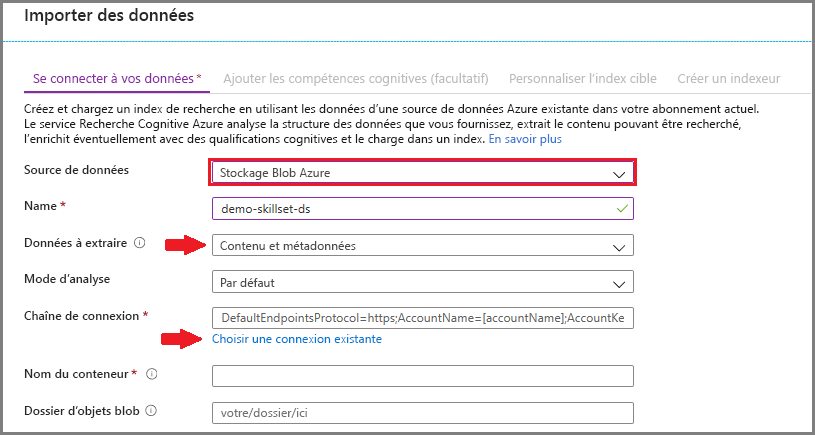 Importer des données
Se connecter à vos données * Ajouter les compétences cognitives (facultatif) Personnaliser l’index cible Créer un indexeur
Créez et chargez un index de recherche en utilisant les données d’une source de données Azure existante dans votre abonnement actuel.
Le service Recherche Cognitive Azure analyse la structure des données que vous fournissez, extrait le contenu pouvant être recherché,
l’enrichit éventuellement avec des qualifications cognitives et le charge dans un index. En savoir plus
Source de données Stockage Blob Azure
Name * demo-skillset-ds
Données à extraire Contenu et métadonnées
Mode d’analyse Par défaut
Chaîne de connexion * DefaultEndpointsProtocol=https;AccountName=[accountName];AccountKe
Choisir une connexion existante
Nom du conteneur *
Dossier d’objets blob votre/dossier/ici